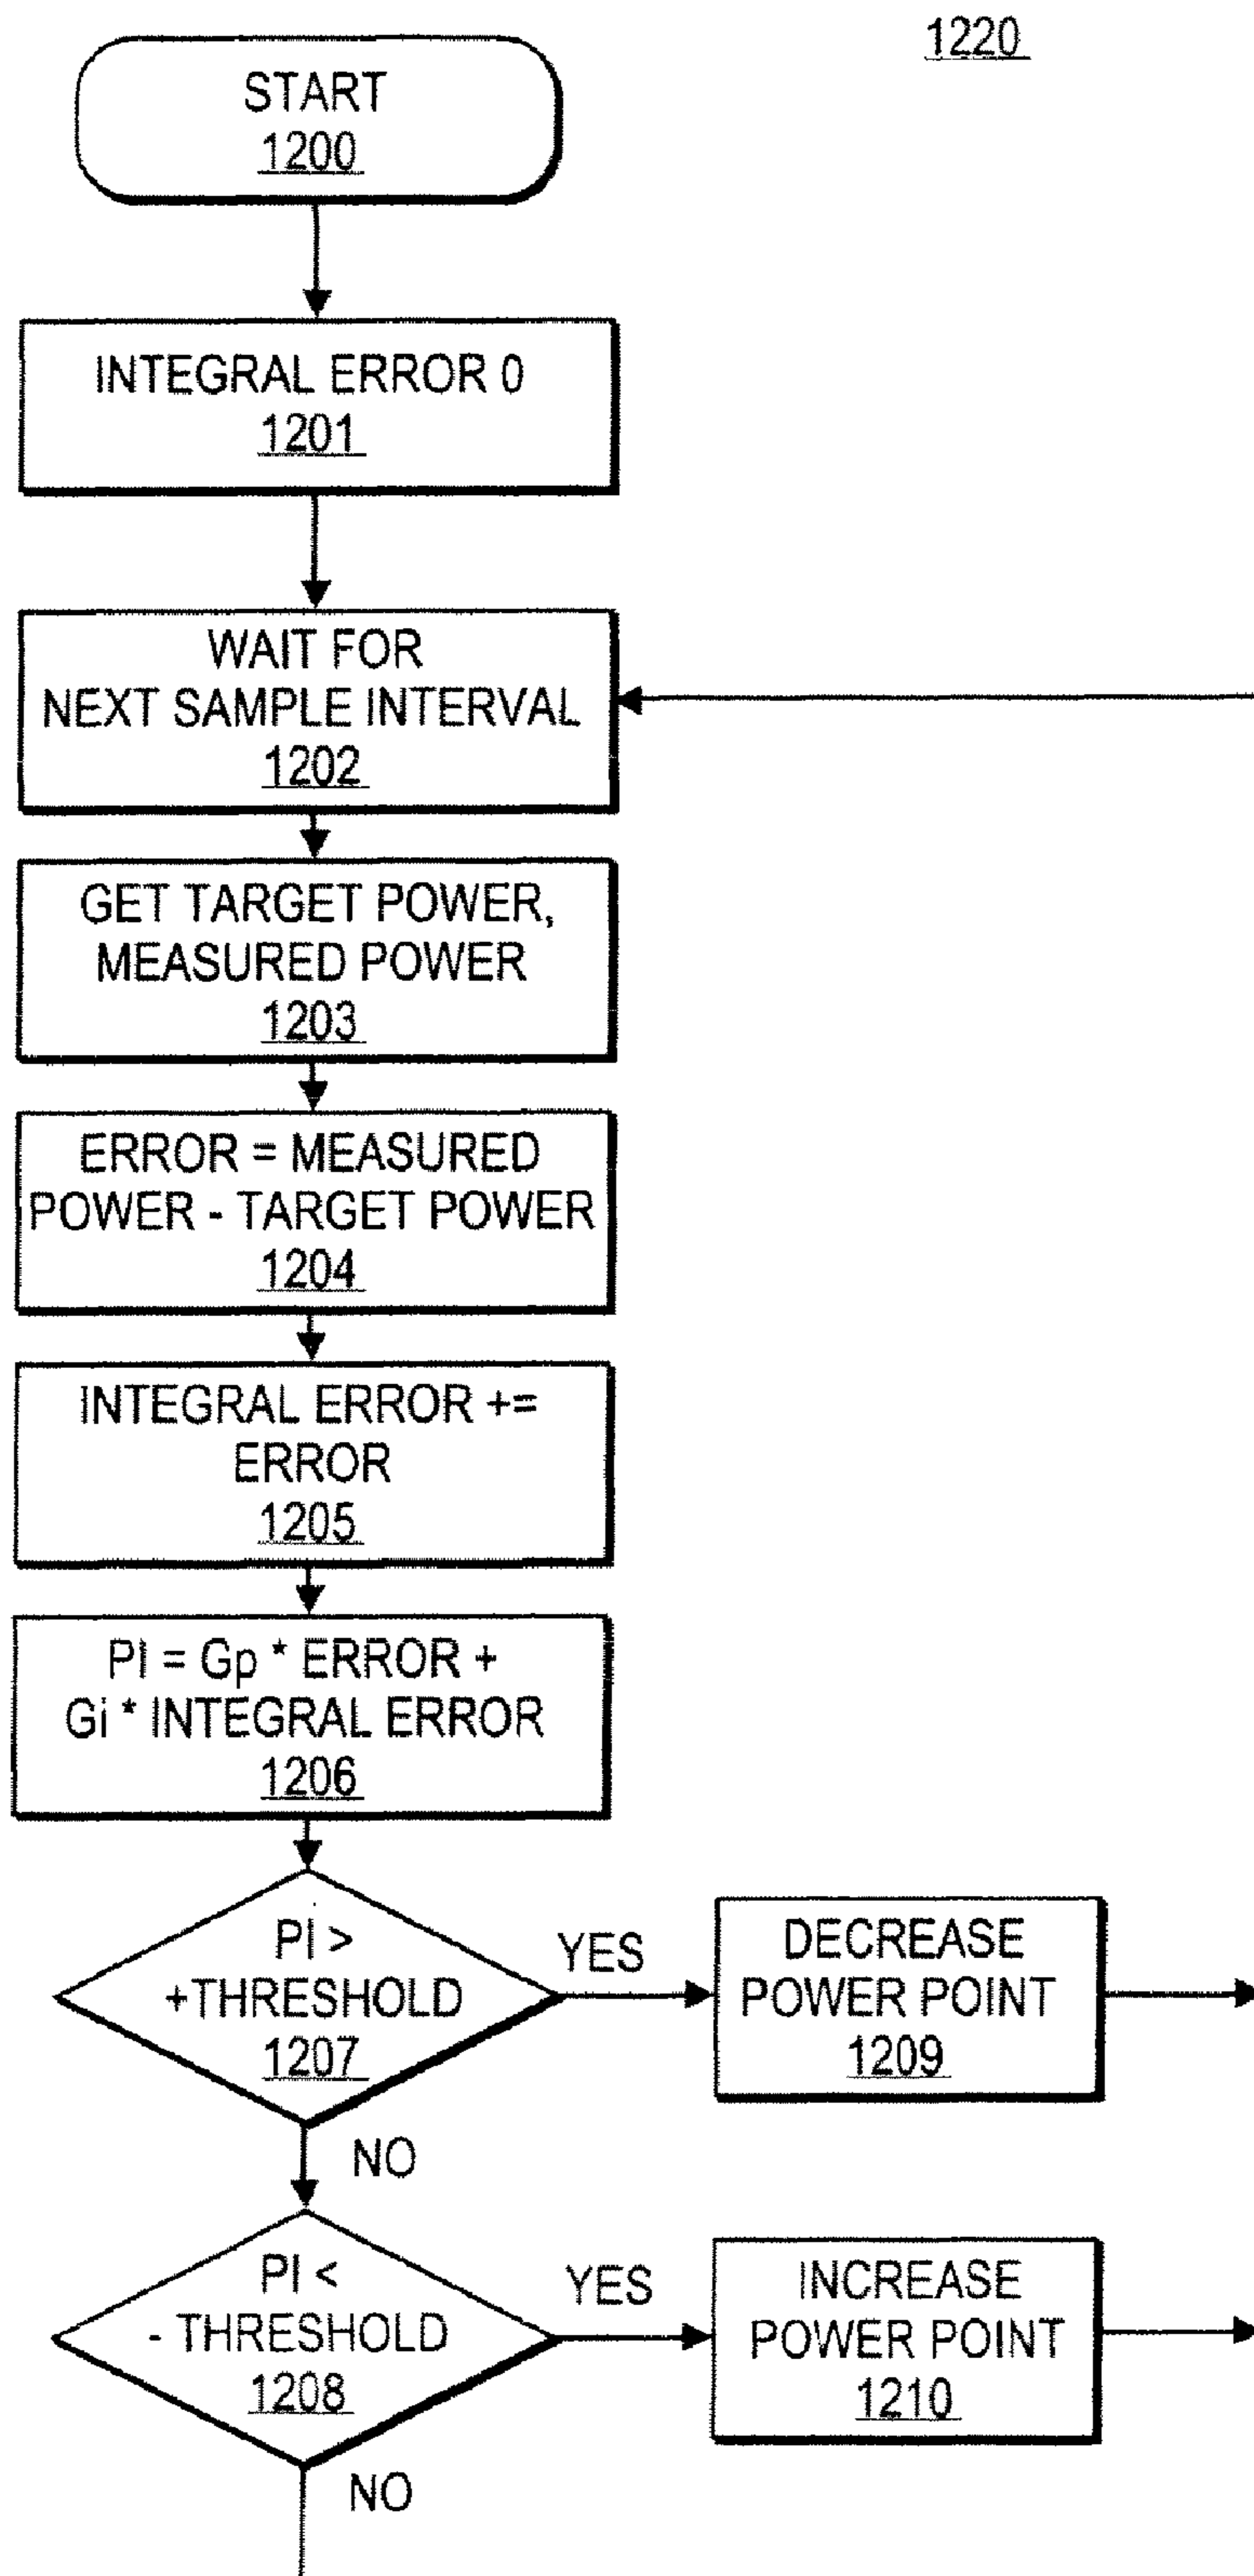 1220
START
1200
INTEGRAL ERROR 0
1201
WAIT FOR
NEXT SAMPLE INTERVAL
1202
GET TARGET POWER,
MEASURED POWER
1203
ERROR = MEASURED
POWER - TARGET POWER
1204
INTEGRAL ERROR +=
ERROR
1205
PI = Gp * ERROR +
Gi * INTEGRAL ERROR
1206
PI >
+THRESHOLD
1207
YES
DECREASE
POWER POINT
1209
NO
PI <
- THRESHOLD
1208
YES
INCREASE
POWER POINT
1210
NO